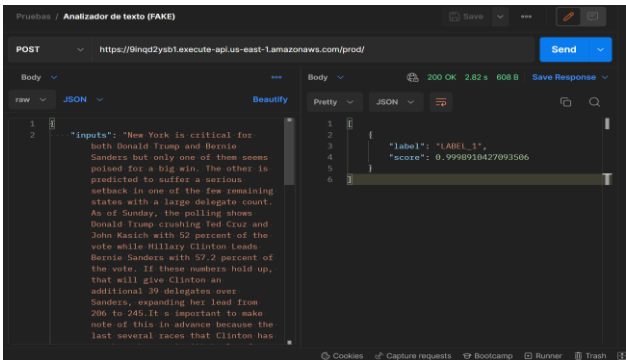 Pruebas / Analizador de texto (FAKE)
Save
POST https://9inqd2ysb1.execute-api.us-east-1.amazonaws.com/prod/
Send
Body
raw JSON Beautify
1 {
2 "inputs": "New York is critical for
both Donald Trump and Bernie
Sanders but only one of them seems
poised for a big win. The other is
predicted to suffer a serious
setback in one of the few remaining
states with a large delegate count.
As of Sunday, the polling shows
Donald Trump crushing Ted Cruz and
John Kasich with 52 percent of the
vote while Hillary Clinton Leads
Bernie Sanders with 57.2 percent of
the vote. If these numbers hold up,
that will give Clinton an
additional 39 delegates over
Sanders, expanding her lead from
206 to 245.It s important to make
note of this in advance because the
last several races that Clinton has
Body 200 OK 2.82 s 608 B Save Response
Pretty JSON
1 [
2 {
3 "label": "LABEL_1",
4 "score": 0.9998910427093506
5 }
6 ]
Cookies Capture requests Bootcamp Runner Trash